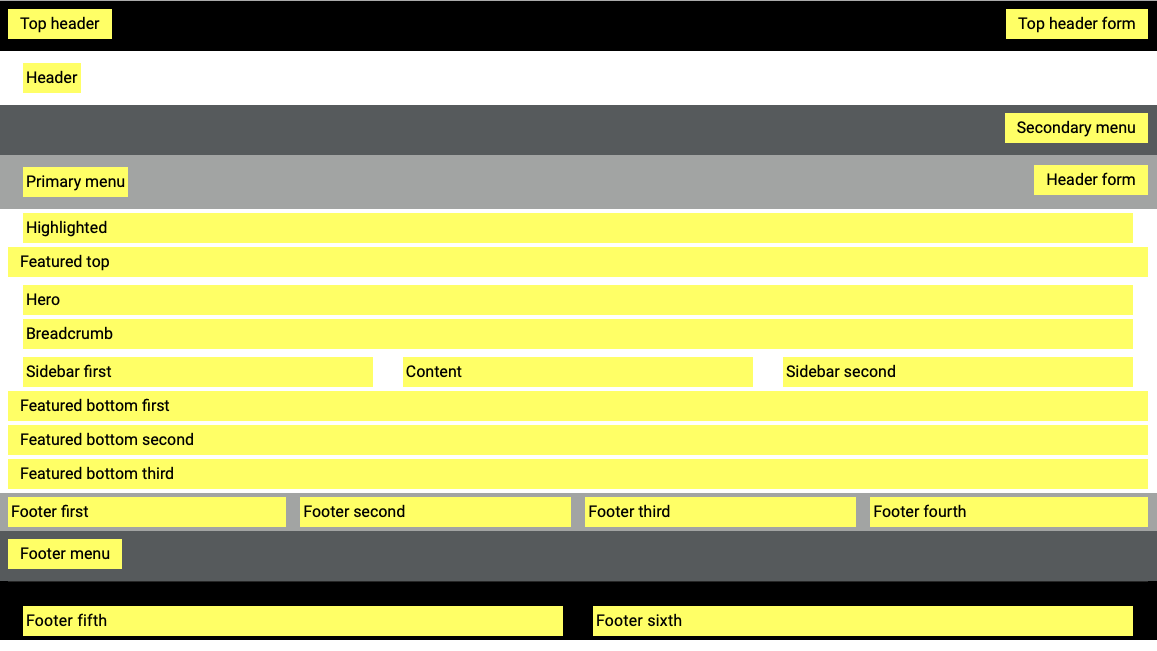 Top header
Top header form
Header
Secondary menu
Primary menu
Header form
Highlighted
Featured top
Hero
Breadcrumb
Sidebar first
Content
Sidebar second
Featured bottom first
Featured bottom second
Featured bottom third
Footer first
Footer second
Footer third
Footer fourth
Footer menu
Footer fifth
Footer sixth